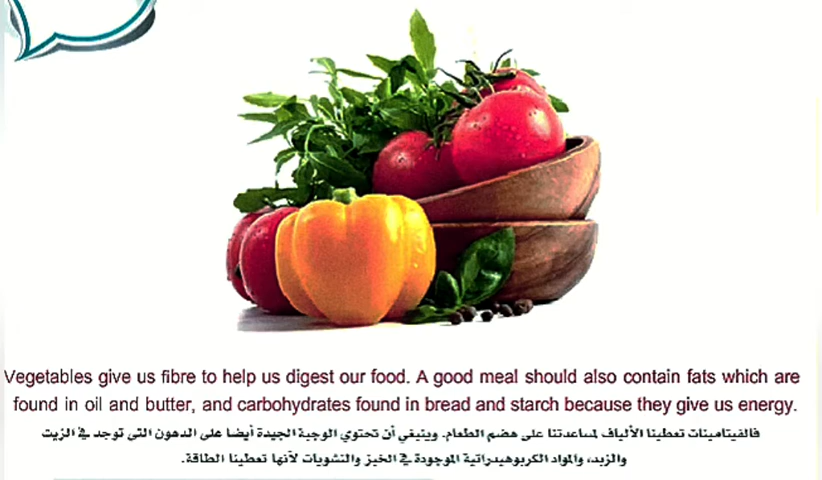 Vegetables give us fibre to help us digest our food. A good meal should also contain fats which are
found in oil and butter, and carbohydrates found in bread and starch because they give us energy.
فالفيتامينات تعطينا الألياف لمساعدتنا على هضم الطعام. وينبغي أن تحتوي الوجبة الجيدة أيضا على الدهون التي توجد في الزيت
والزبد، والمواد الكربوهيدراتية الموجودة في الخبز والنشويات لأنها تعطينا الطاقة.